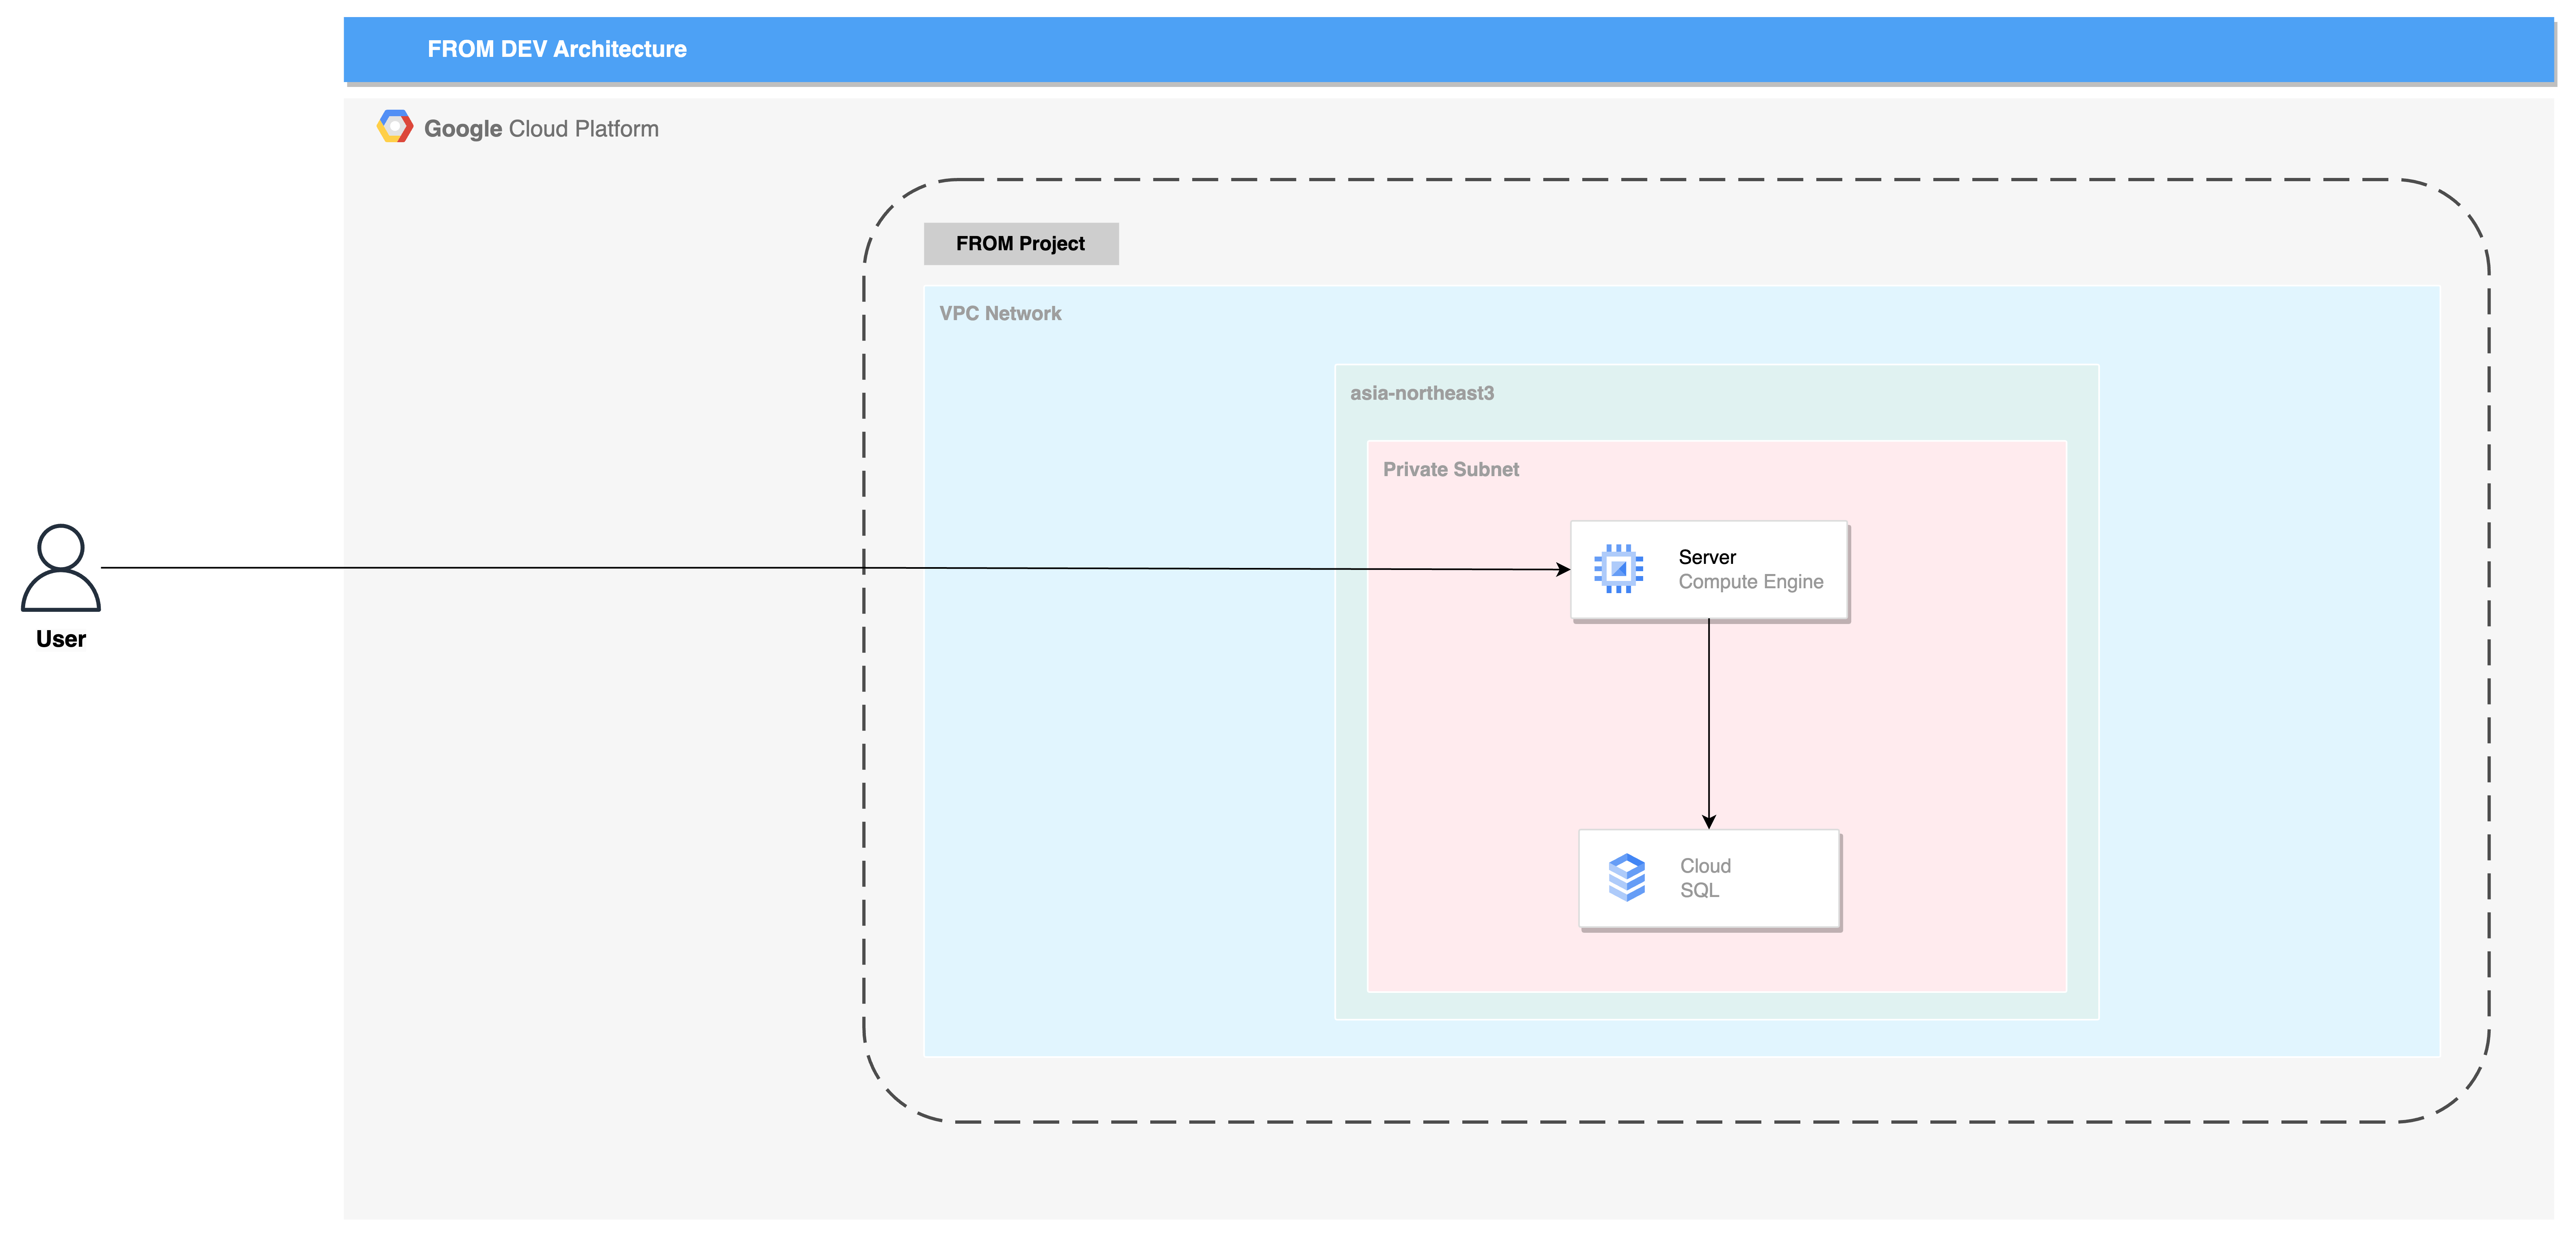 FROM DEV Architecture
Google Cloud Platform
FROM Project
VPC Network
asia-northeast3
Private Subnet
Server
Compute Engine
User
Cloud
SQL